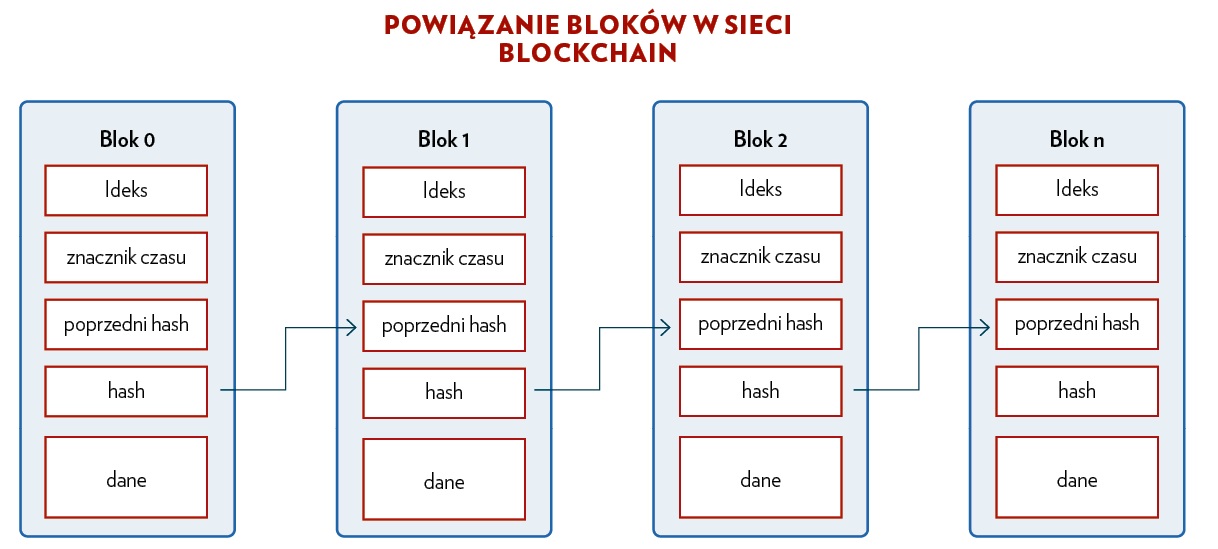 POWIĄZANIE BLOKÓW W SIECI
BLOCKCHAIN
Blok 0
Ideks
znacznik czasu
poprzedni hash
hash
dane
Blok 1
Ideks
znacznik czasu
poprzedni hash
hash
dane
Blok 2
Ideks
znacznik czasu
poprzedni hash
hash
dane
Blok n
Ideks
znacznik czasu
poprzedni hash
hash
dane